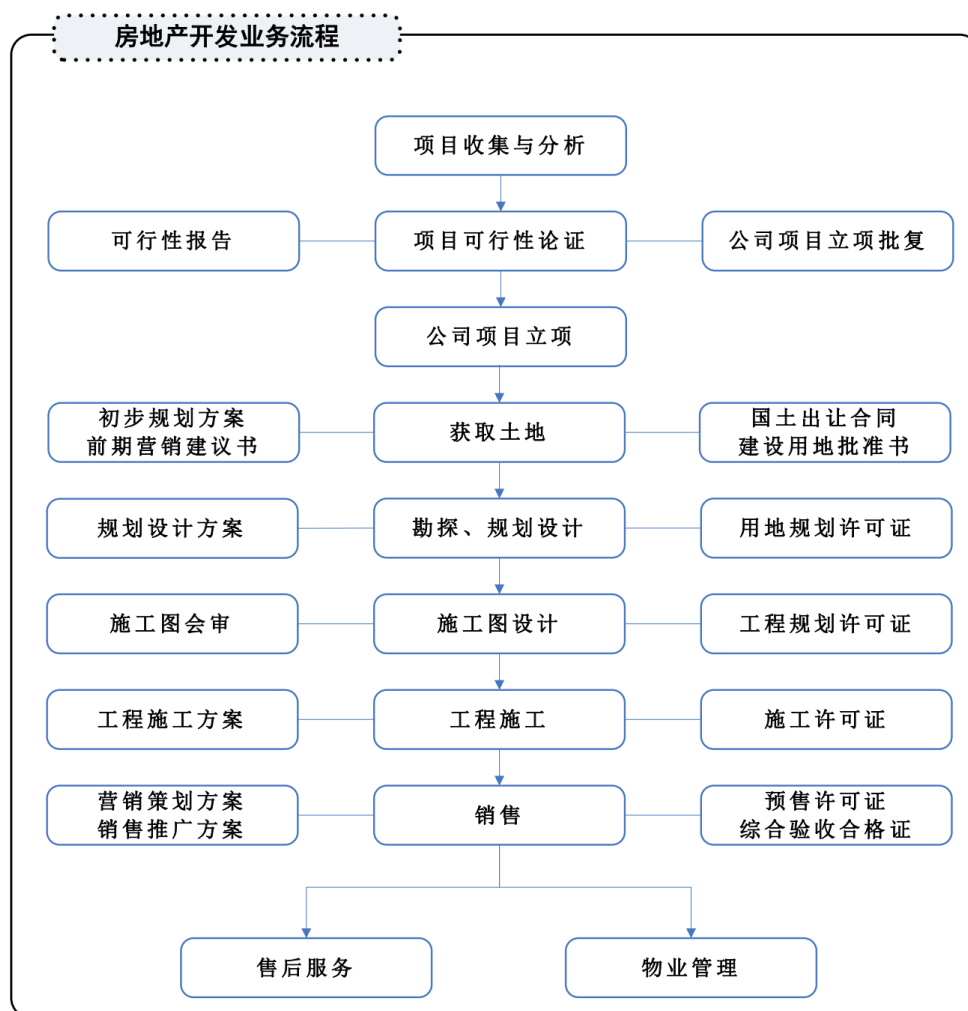 房地产开发业务流程
项目收集与分析
可行性报告
项目可行性论证
公司项目立项批复
公司项目立项
初步规划方案
前期营销建议书
获取土地
国土出让合同
建设用地批准书
规划设计方案
勘探、规划设计
用地规划许可证
施工图会审
施工图设计
工程规划许可证
工程施工方案
工程施工
施工许可证
营销策划方案
销售推广方案
销售
预售许可证
综合验收合格证
售后服务
物业管理